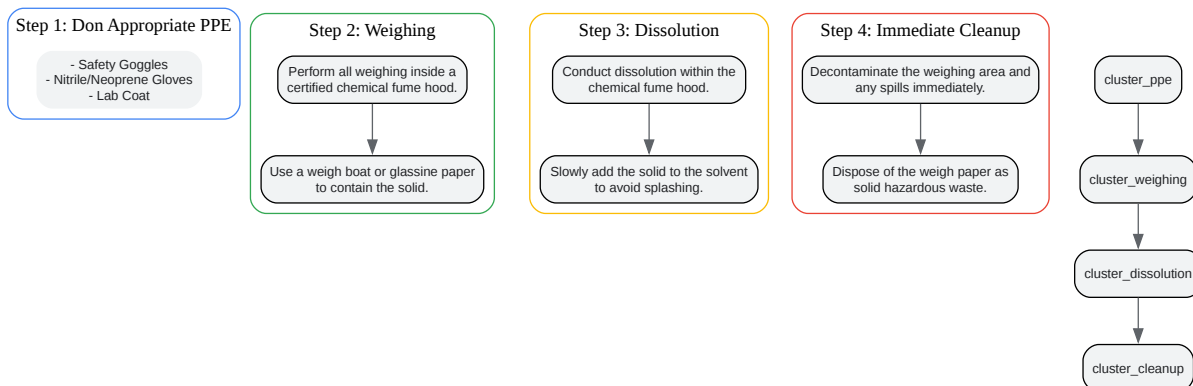 Step 1: Don Appropriate PPE
- Safety Goggles
- Nitrile/Neoprene Gloves
- Lab Coat
Step 2: Weighing
Perform all weighing inside a
certified chemical fume hood.
Use a weigh boat or glassine paper
to contain the solid.
Step 3: Dissolution
Conduct dissolution within the
chemical fume hood.
Slowly add the solid to the solvent
to avoid splashing.
Step 4: Immediate Cleanup
Decontaminate the weighing area and
any spills immediately.
Dispose of the weigh paper as
solid hazardous waste.
cluster_ppe
cluster_weighing
cluster_dissolution
cluster_cleanup